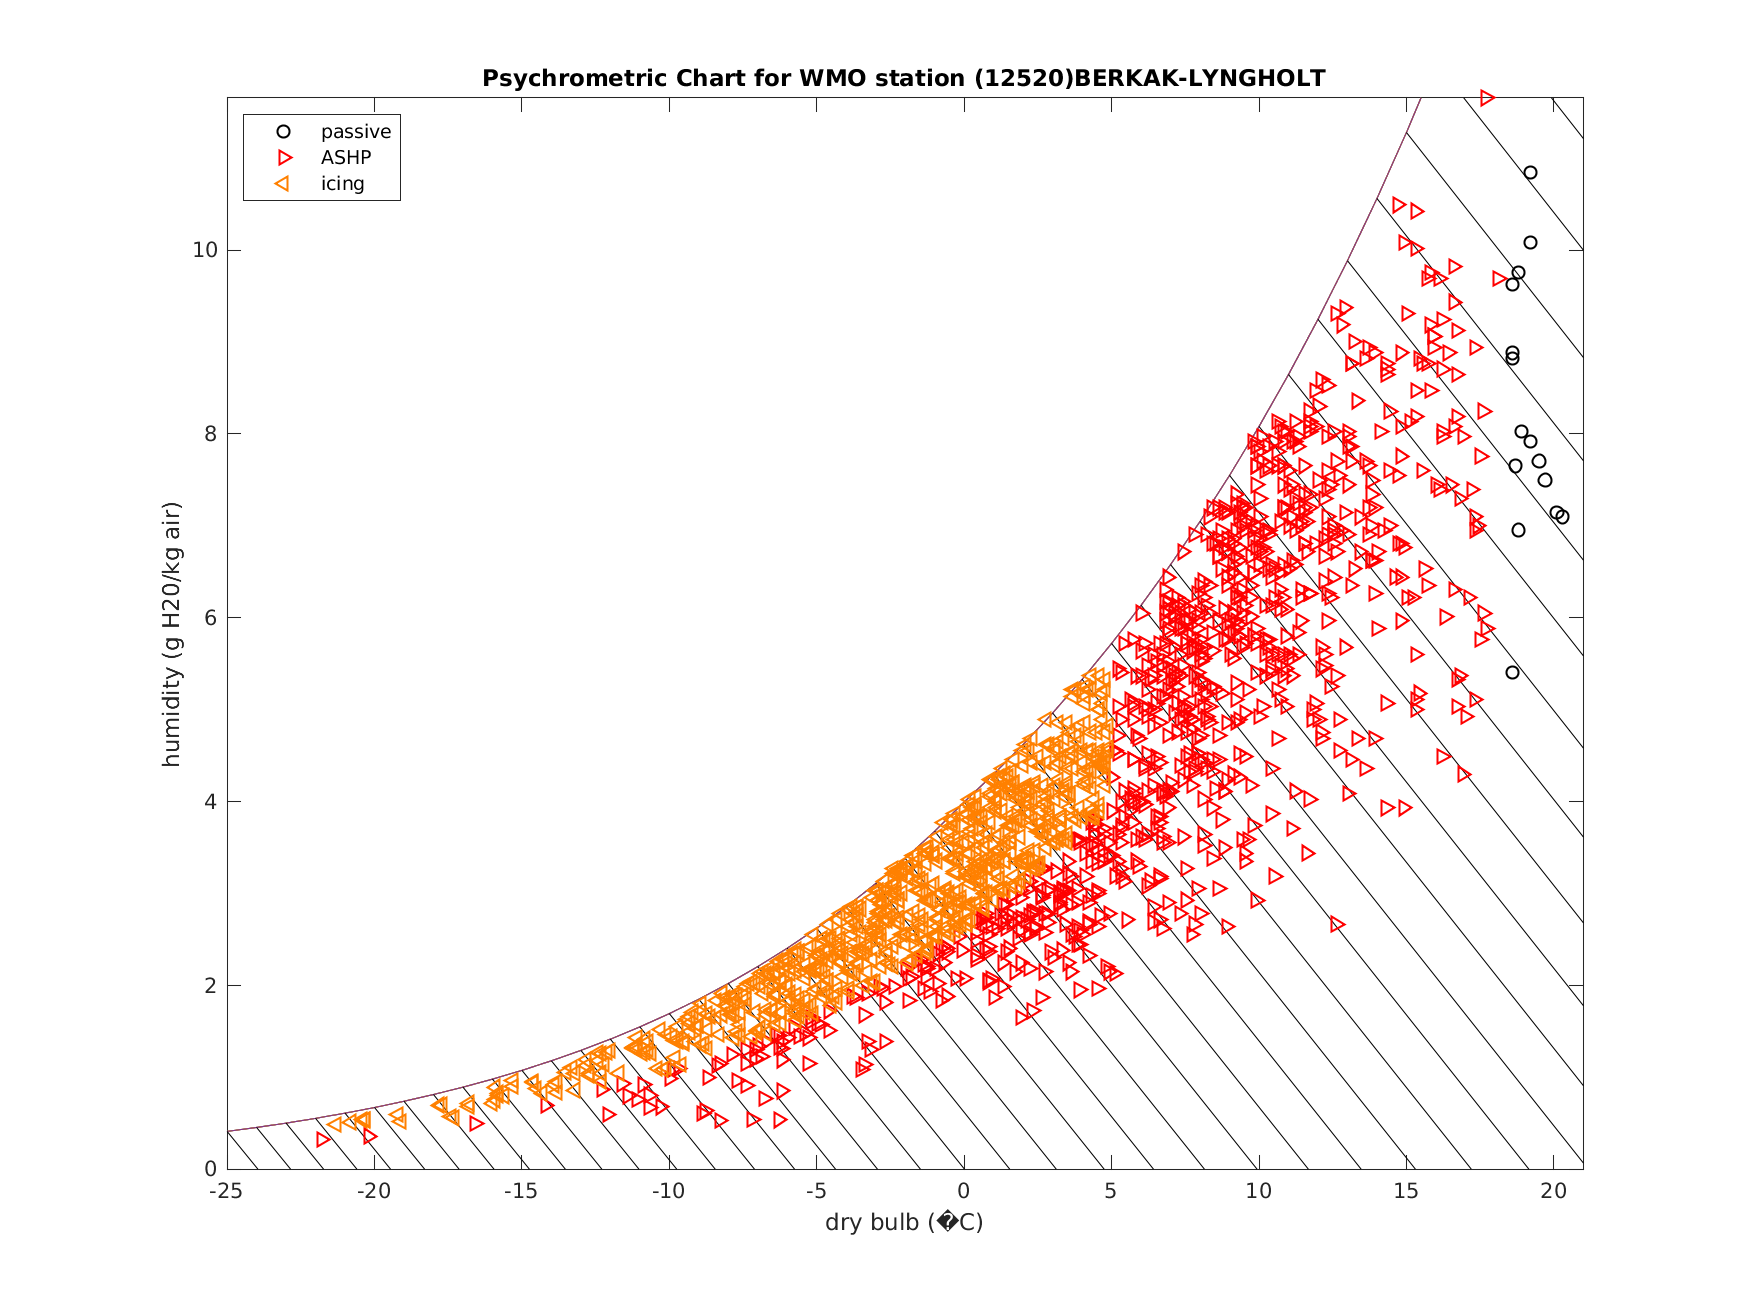 Psychrometric Chart for WMO station (12520)BERKAK-LYNGHOLT
passive
ASHP
icing
humidity (g H20/kg air)
10
8
6
4
2
0
-25 -20 -15 -10 -5 0 5 10 15 20
dry bulb (�C)